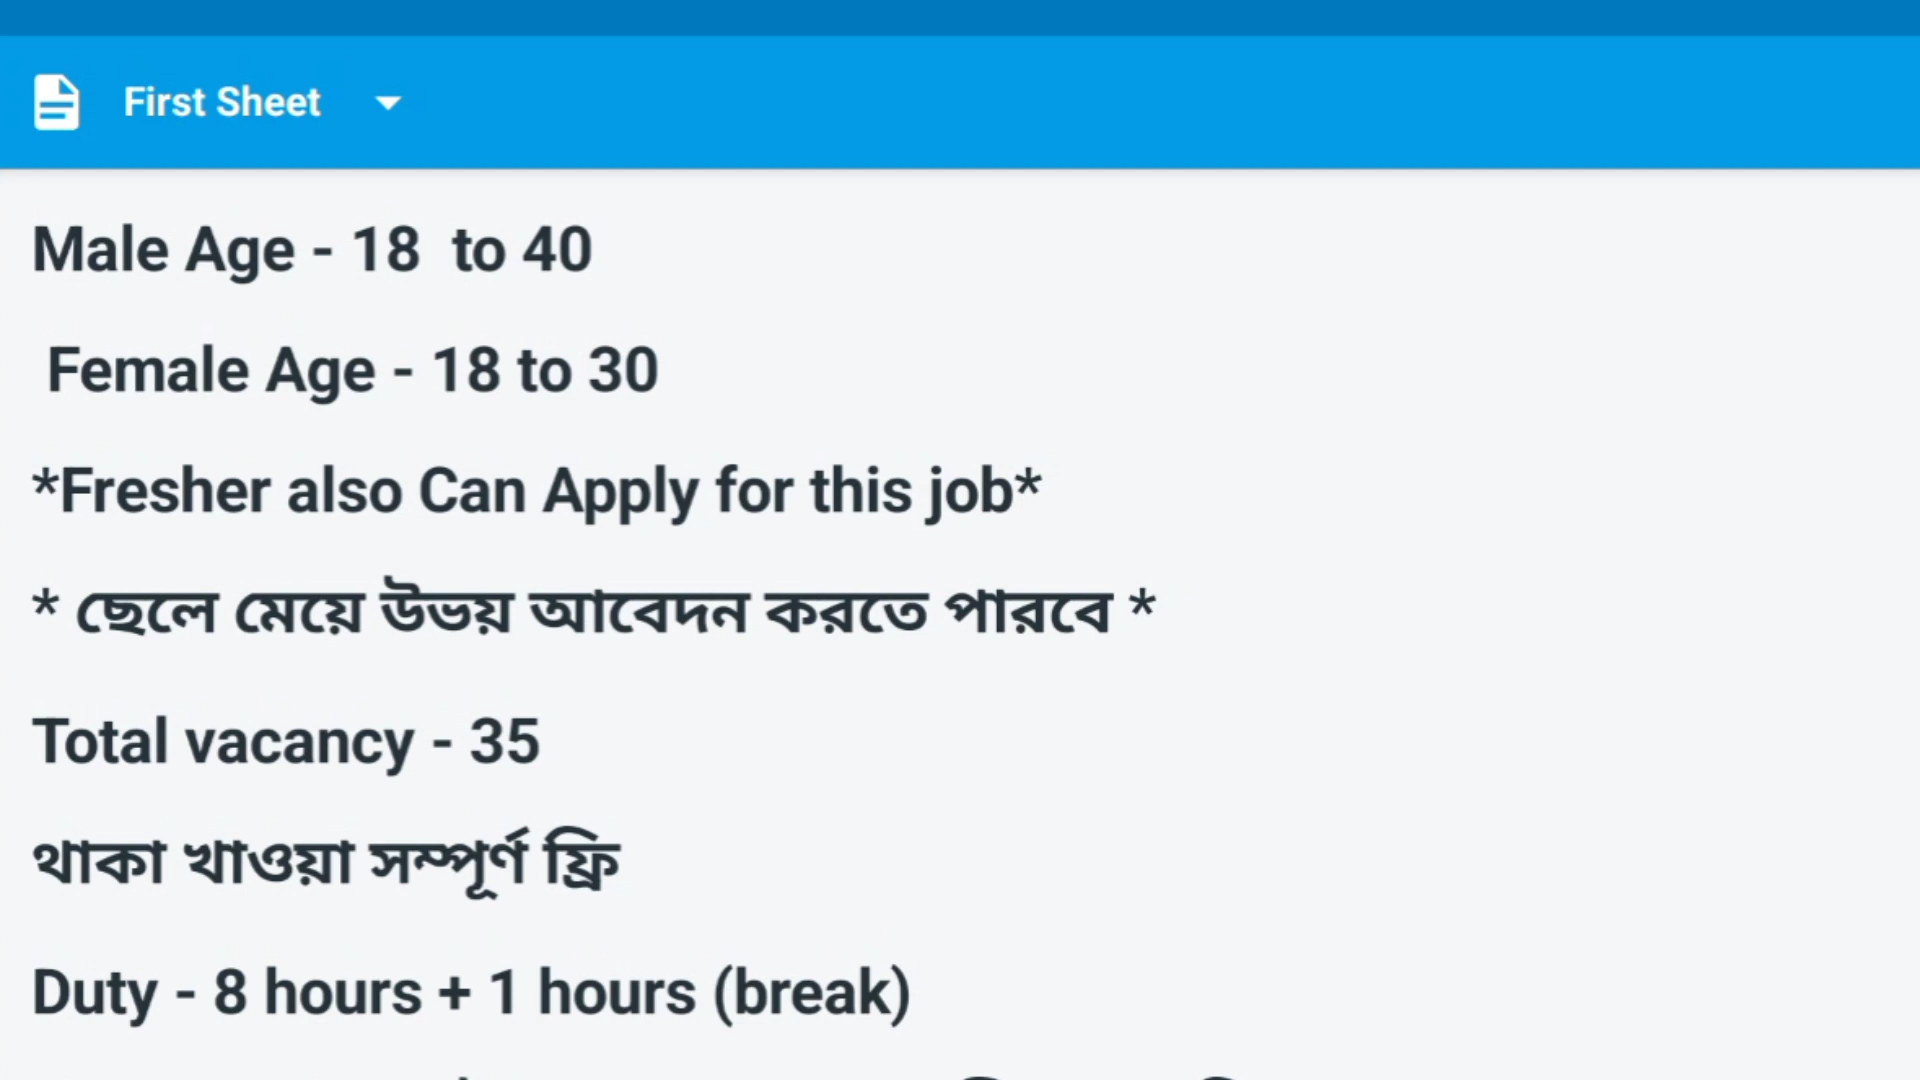 First Sheet
Male Age - 18  to 40
Female Age - 18 to 30
*Fresher also Can Apply for this job*
* ছেলে মেয়ে উভয় আবেদন করতে পারবে *
Total vacancy - 35
থাকা খাওয়া সম্পূর্ণ ফ্রি
Duty - 8 hours + 1 hours (break)